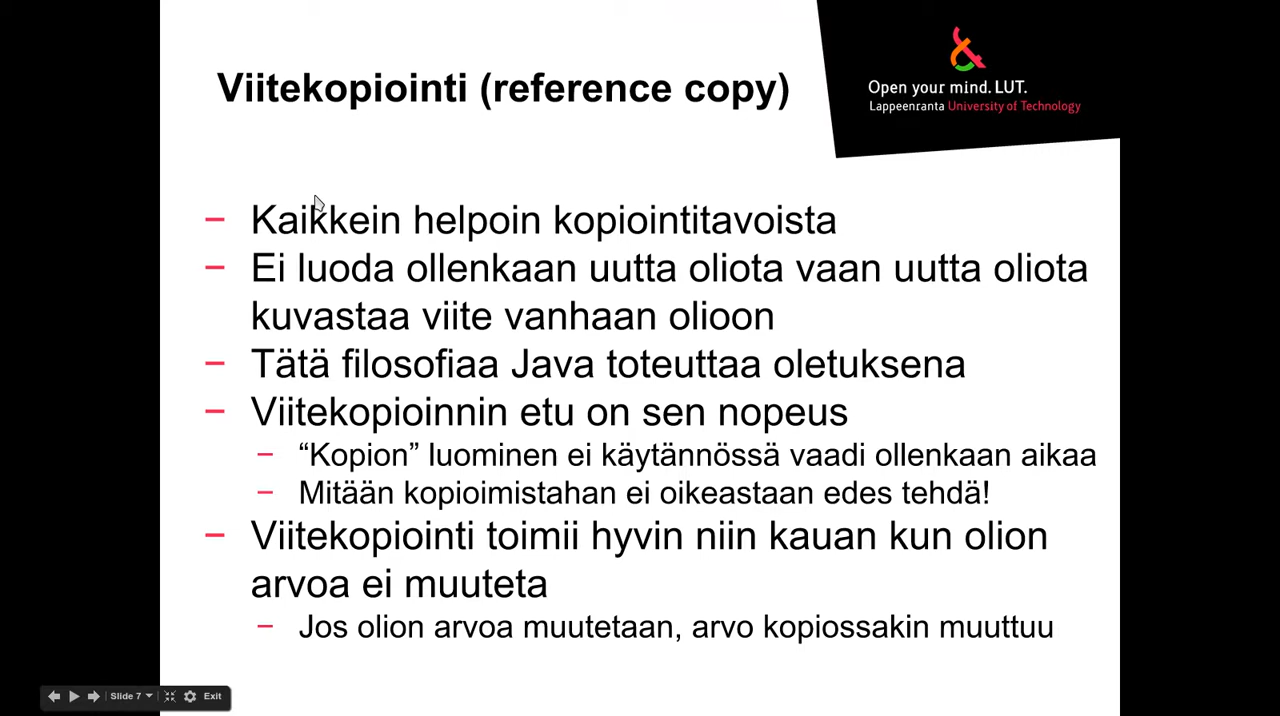 Viitekopiointi (reference copy)
Open your mind. LUT.
Lappeenranta University of Technology
− Kaikkein helpoin kopiointitavoista
− Ei luoda ollenkaan uutta oliota vaan uutta oliota
kuvastaa viite vanhaan olioon
− Tätä filosofiaa Java toteuttaa oletuksena
− Viitekopioinnin etu on sen nopeus
− “Kopion” luominen ei käytännössä vaadi ollenkaan aikaa
− Mitään kopioimistahan ei oikeastaan edes tehdä!
− Viitekopiointi toimii hyvin niin kauan kun olion
arvoa ei muuteta
− Jos olion arvoa muutetaan, arvo kopiossakin muuttuu
Slide 7 Exit